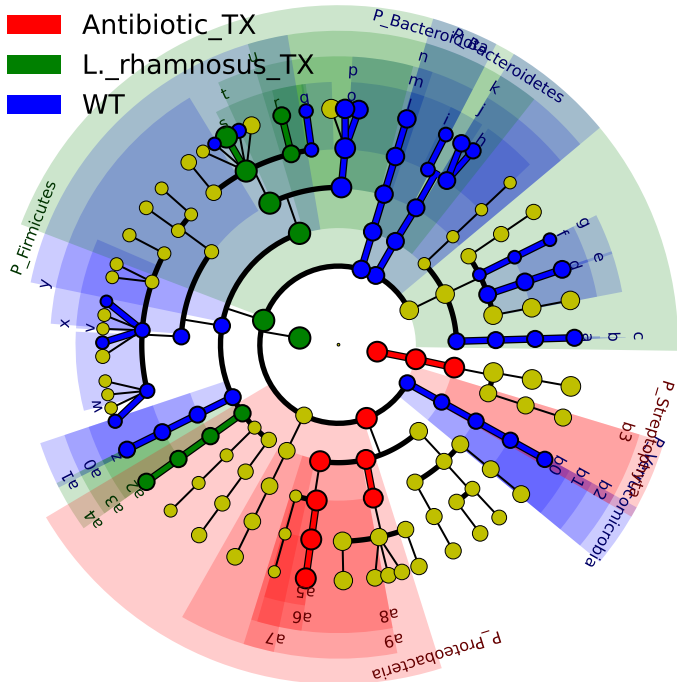 Antibiotic_TX
L._rhamnosus_TX
WT
P_Bacteroidota
P_Bacteroidetes
P_Firmicutes
P_Streptophyta
P_Verrucomicrobia
P_Proteobacteria
a
b
c
d
e
f
g
h
i
j
k
l
m
n
o
p
q
r
s
t
u
v
w
x
y
z
a0
a1
a2
a3
a4
a5
a6
a7
a8
a9
b0
b1
b2
b3